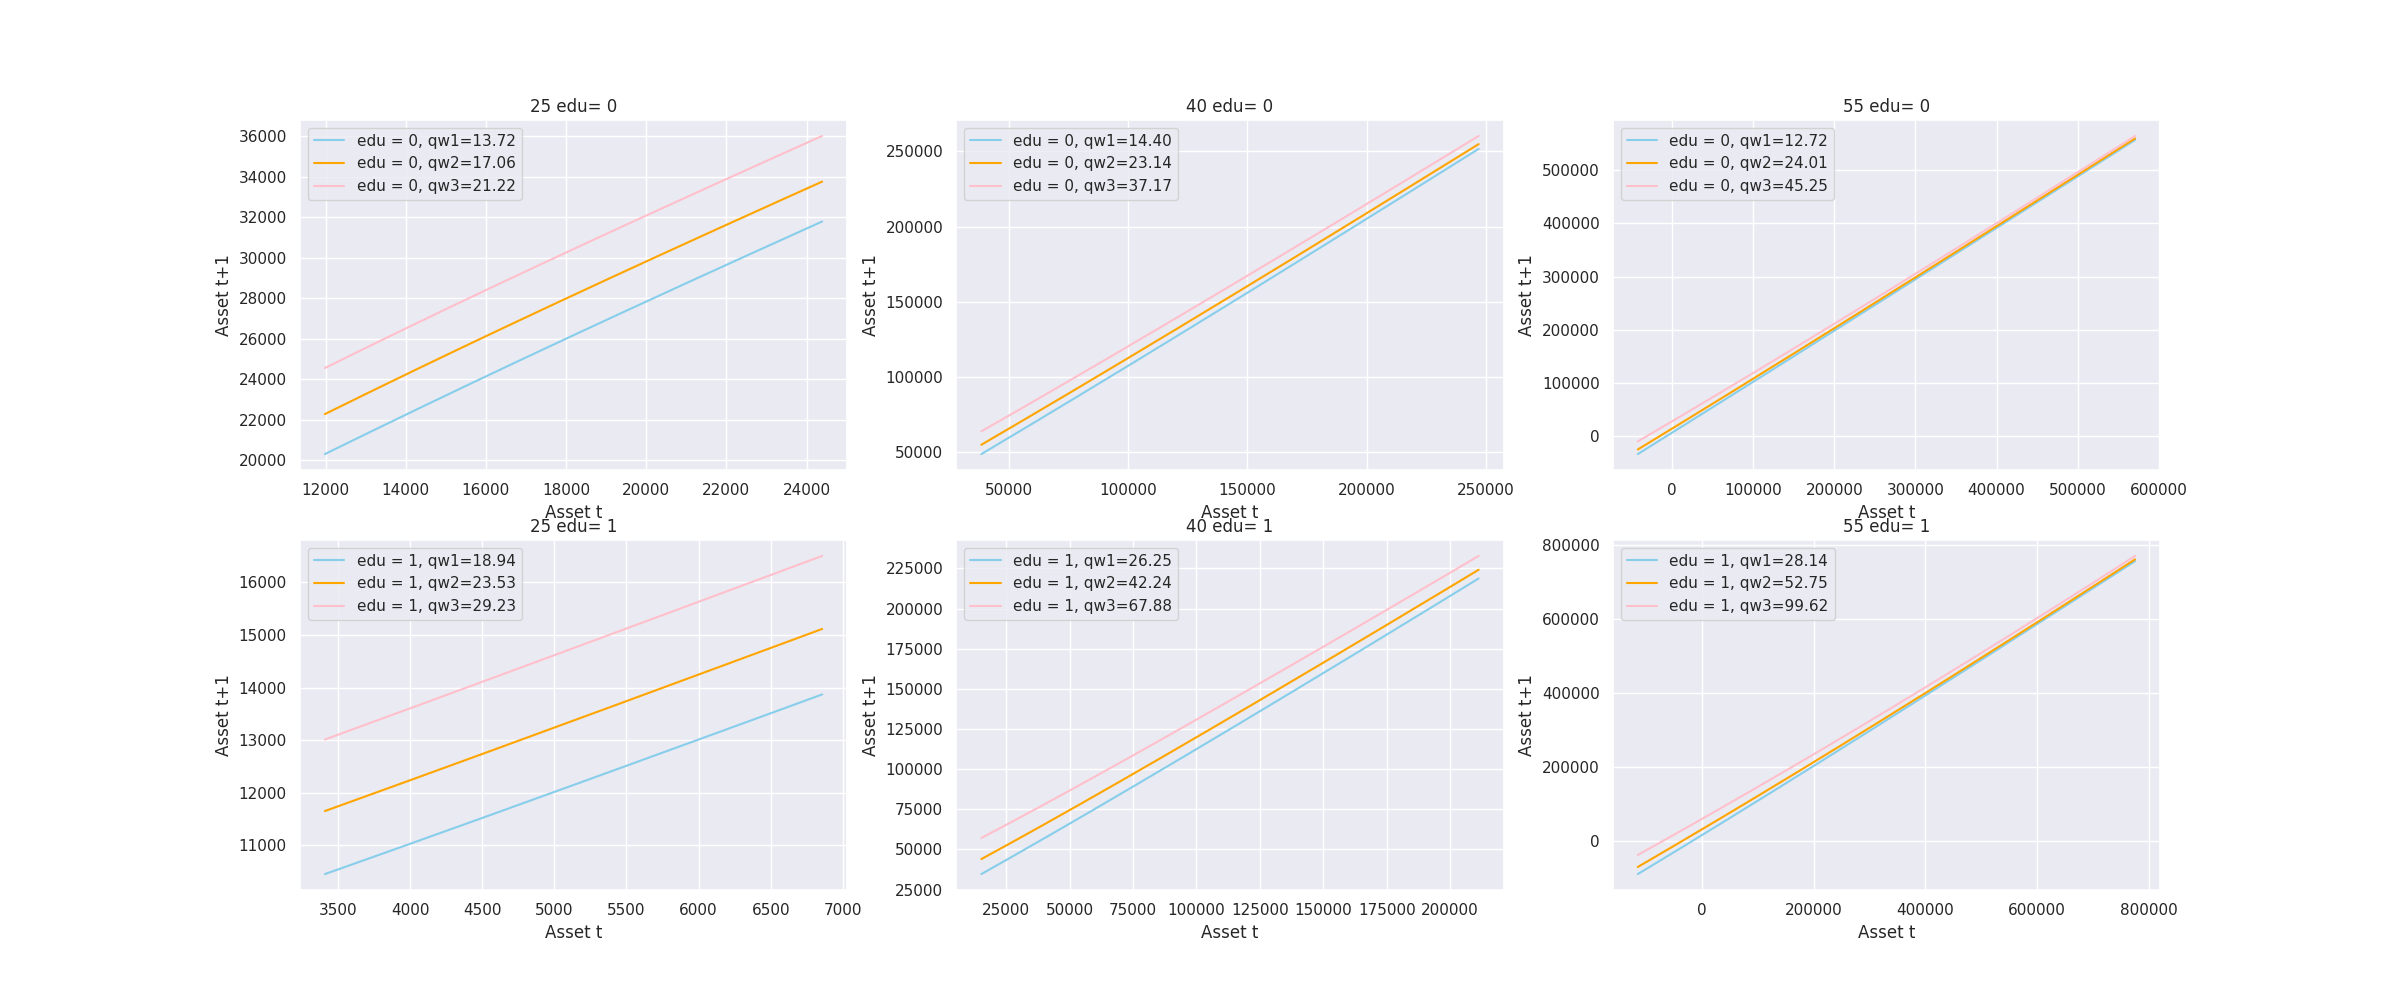 25 edu= 0
edu = 0, qw1=13.72
edu = 0, qw2=17.06
edu = 0, qw3=21.22
36000
34000
32000
30000
28000
26000
24000
22000
20000
Asset t+1
12000 14000 16000 18000 20000 22000 24000
Asset t
40 edu= 0
edu = 0, qw1=14.40
edu = 0, qw2=23.14
edu = 0, qw3=37.17
250000
200000
150000
100000
50000
Asset t+1
50000 100000 150000 200000 250000
Asset t
55 edu= 0
edu = 0, qw1=12.72
edu = 0, qw2=24.01
edu = 0, qw3=45.25
500000
400000
300000
200000
100000
0
Asset t+1
0 100000 200000 300000 400000 500000 600000
Asset t
25 edu= 1
edu = 1, qw1=18.94
edu = 1, qw2=23.53
edu = 1, qw3=29.23
16000
15000
14000
13000
12000
11000
Asset t+1
3500 4000 4500 5000 5500 6000 6500 7000
Asset t
40 edu= 1
edu = 1, qw1=26.25
edu = 1, qw2=42.24
edu = 1, qw3=67.88
225000
200000
175000
150000
125000
100000
75000
50000
25000
Asset t+1
25000 50000 75000 100000 125000 150000 175000 200000
Asset t
55 edu= 1
edu = 1, qw1=28.14
edu = 1, qw2=52.75
edu = 1, qw3=99.62
800000
600000
400000
200000
0
Asset t+1
0 200000 400000 600000 800000
Asset t